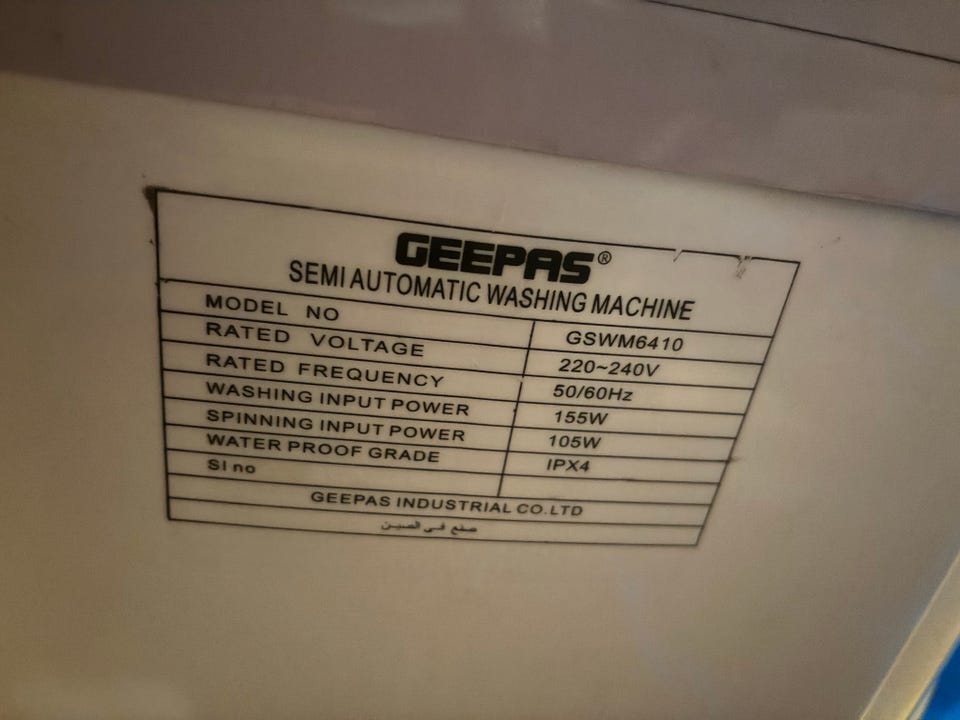 GEEPAS®
SEMI AUTOMATIC WASHING MACHINE
MODEL NO GSWM6410
RATED VOLTAGE 220~240V
RATED FREQUENCY 50/60Hz
WASHING INPUT POWER 155W
SPINNING INPUT POWER 105W
WATER PROOF GRADE IPX4
SI no
GEEPAS INDUSTRIAL CO.LTD
صنع في الصين